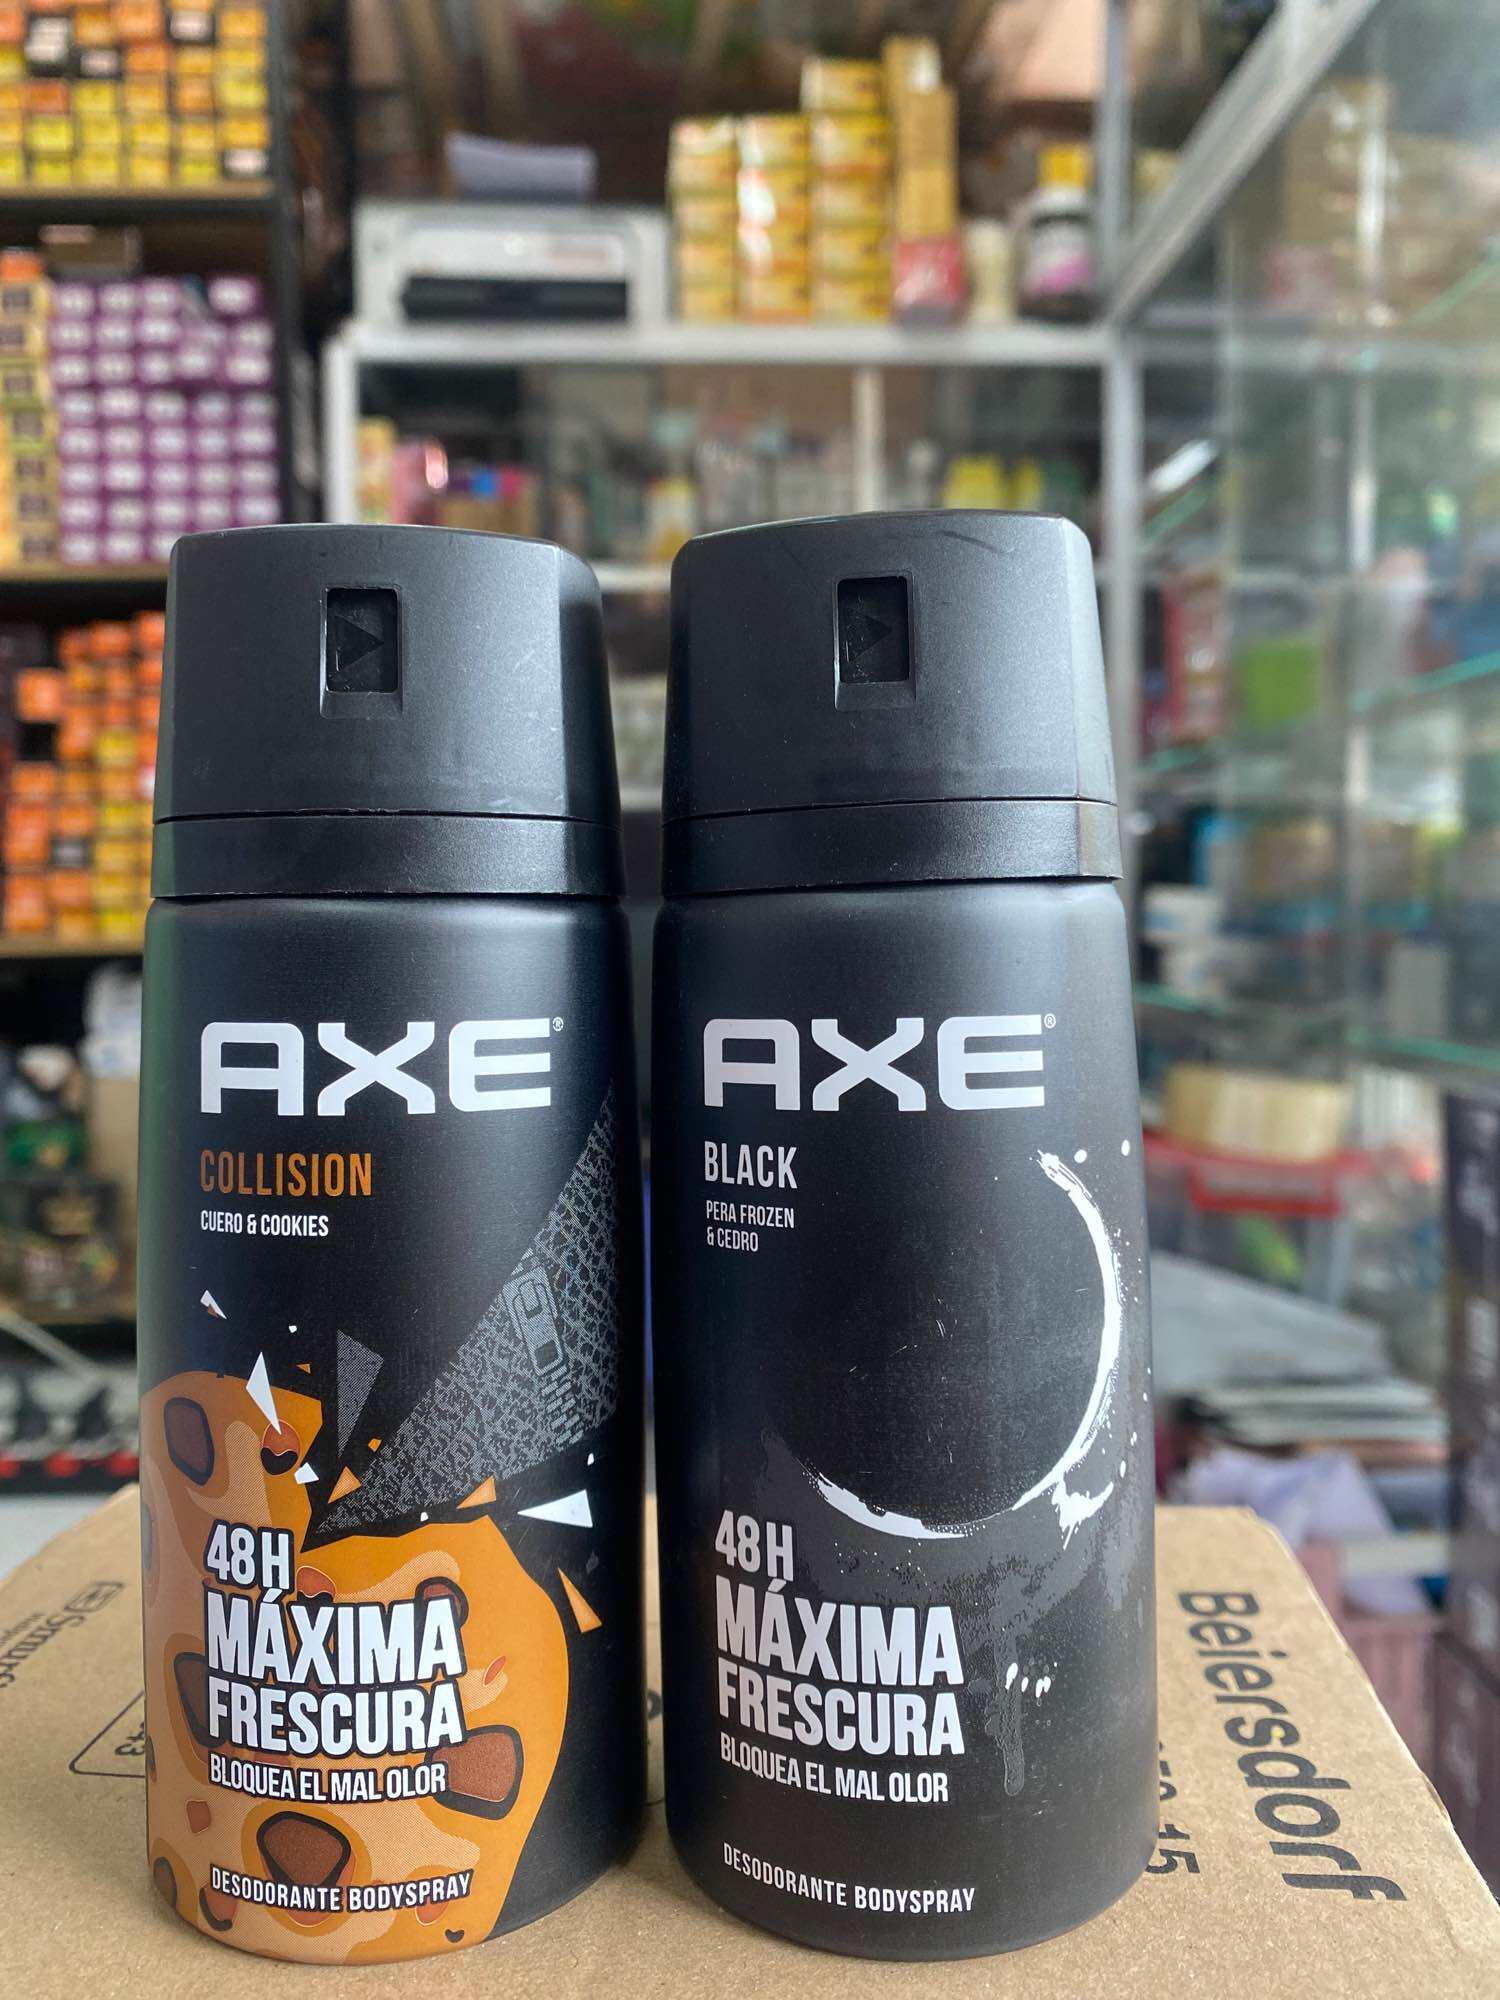 AXE®
COLLISION
CUERO & COOKIES
48H
MÁXIMA
FRESCURA
BLOQUEA EL MAL OLOR
DESODORANTE BODYSPRAY
AXE®
BLACK
PERA FROZEN
& CEDRO
48H
MÁXIMA
FRESCURA
BLOQUEA EL MAL OLOR
DESODORANTE BODYSPRAY
Beiersdorf